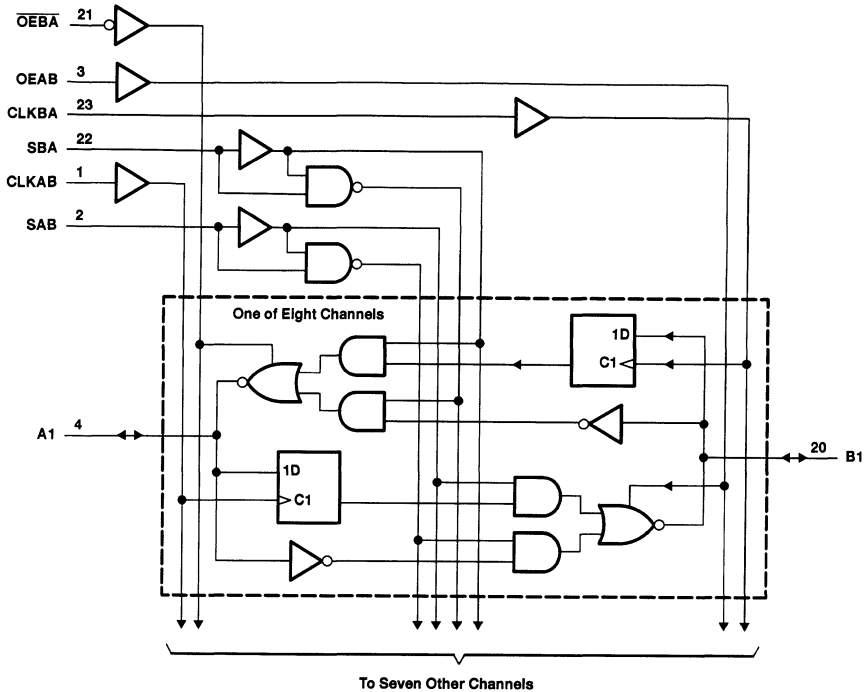 OEBA 21
OEAB 3
CLKBA 23
SBA 22
CLKAB 1
SAB 2
One of Eight Channels
1D
C1
A1 4
20 B1
1D
C1
To Seven Other Channels